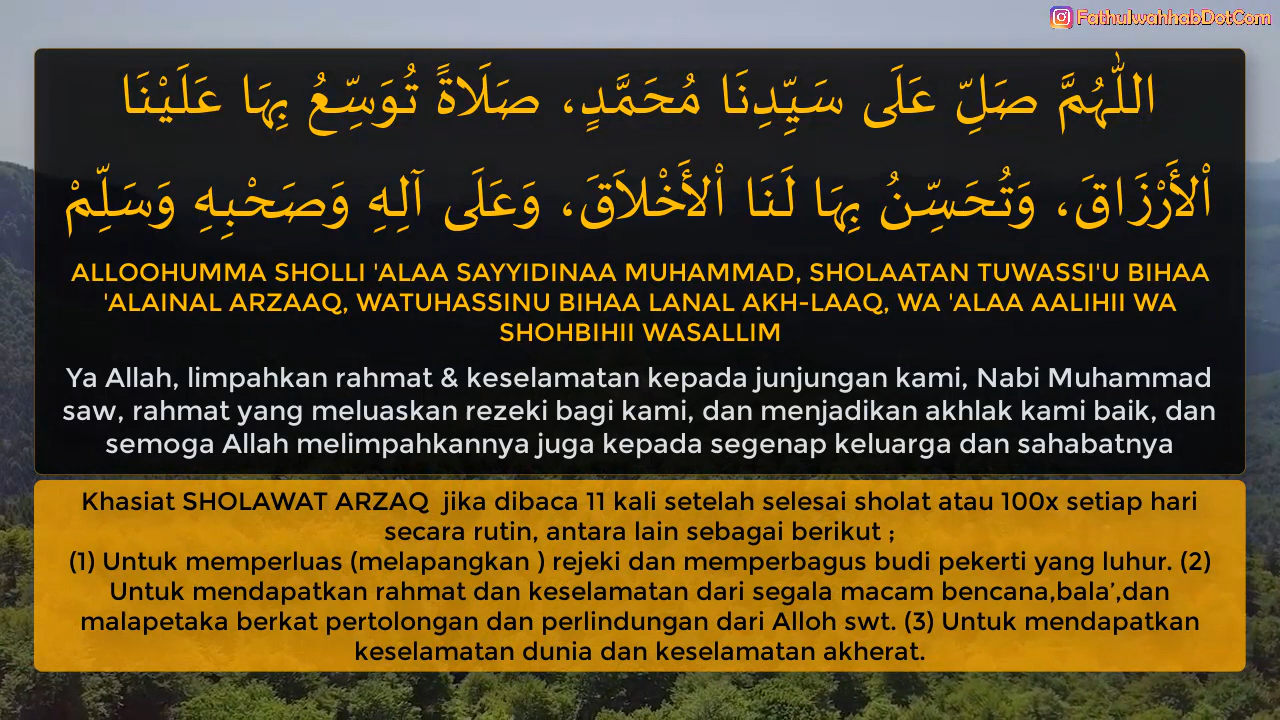 FathulwahhabDotCom
اللّٰهُمَّ صَلِّ عَلَى سَيِّدِنَا مُحَمَّدٍ، صَلَاةً تُوَسِّعُ بِهَا عَلَيْنَا
اْلأَرْزَاقَ، وَتُحَسِّنُ بِهَا لَنَا اْلأَخْلاَقَ، وَعَلَى آلِهِ وَصَحْبِهِ وَسَلِّمْ
ALLOOHUMMA SHOLLI 'ALAA SAYYIDINAA MUHAMMAD, SHOLAATAN TUWASSI'U BIHAA
'ALAINAL ARZAAQ, WATUHASSINU BIHAA LANAL AKH-LAAQ, WA 'ALAA AALIHII WA
SHOHBIHII WASALLIM
Ya Allah, limpahkan rahmat & keselamatan kepada junjungan kami, Nabi Muhammad
saw, rahmat yang meluaskan rezeki bagi kami, dan menjadikan akhlak kami baik, dan
semoga Allah melimpahkannya juga kepada segenap keluarga dan sahabatnya
Khasiat SHOLAWAT ARZAQ  jika dibaca 11 kali setelah selesai sholat atau 100x setiap hari
secara rutin, antara lain sebagai berikut ;
(1) Untuk memperluas (melapangkan ) rejeki dan memperbagus budi pekerti yang luhur. (2)
Untuk mendapatkan rahmat dan keselamatan dari segala macam bencana,bala’,dan
malapetaka berkat pertolongan dan perlindungan dari Alloh swt. (3) Untuk mendapatkan
keselamatan dunia dan keselamatan akherat.